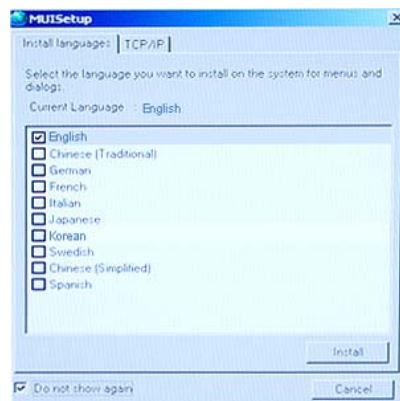 MUISetup
Install languages TCP/IP
Select the language you want to install on the system for menus and
dialogs.
Current Language : English
English
Chinese (Traditional)
German
French
Italian
Japanese
Korean
Swedish
Chinese (Simplified)
Spanish
Install
Do not show again
Cancel